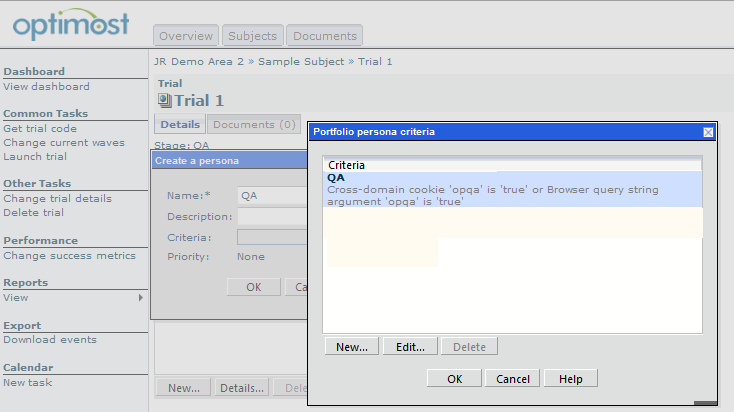 optimost
Overview Subjects Documents
Dashboard
View dashboard
Common Tasks
Get trial code
Change current waves
Launch trial
Other Tasks
Change trial details
Delete trial
Performance
Change success metrics
Reports
View
Export
Download events
Calendar
New task
JR Demo Area 2 » Sample Subject » Trial 1
Trial
Trial 1
Details Documents (0)
Stage: QA
Create a persona
Name:* QA
Description:
Criteria:
Priority: None
OK
New... Details...
Portfolio persona criteria
Criteria
QA
Cross-domain cookie 'opqa' is 'true' or Browser query string
argument 'opqa' is 'true'
New... Edit... Delete
OK Cancel Help